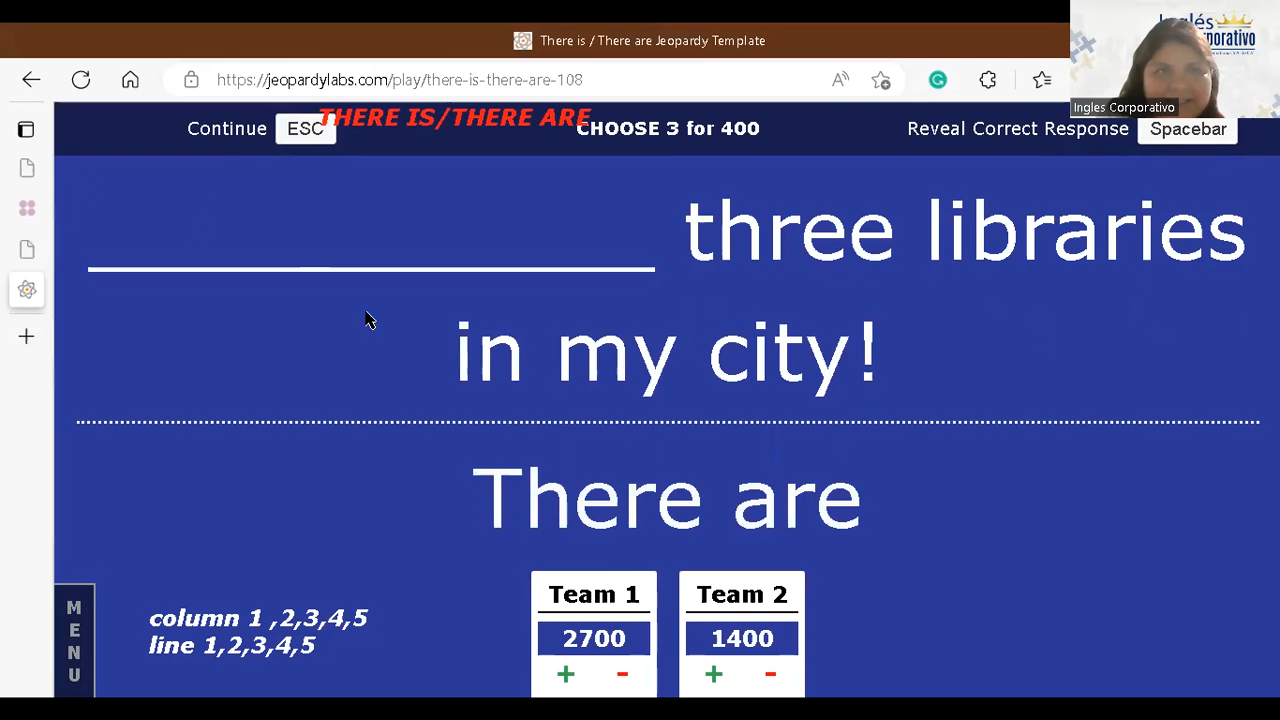 There is / There are Jeopardy Template
Inglés
Corporativo
https://jeopardylabs.com/play/there-is-there-are-108
Ingles Corporativo
THERE IS/THERE ARE
Continue ESC CHOOSE 3 for 400 Reveal Correct Response Spacebar
____________ three libraries
in my city!
There are
MENU
column 1 ,2,3,4,5
line 1,2,3,4,5
Team 1 Team 2
2700 1400
+ - + -